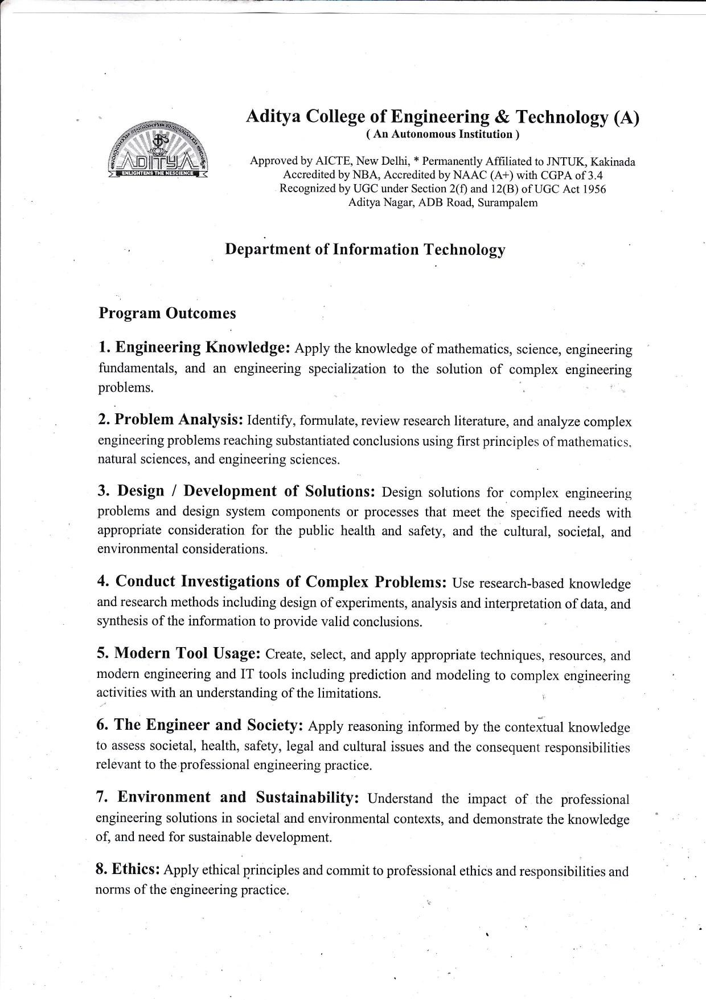 Aditya College of Engineering & Technology (A)
( An Autonomous Institution )
ADITYA
ENLIGHTENS THE NESCIENCE
Approved by AICTE, New Delhi, * Permanently Affiliated to JNTUK, Kakinada
Accredited by NBA, Accredited by NAAC (A+) with CGPA of 3.4
Recognized by UGC under Section 2(f) and 12(B) of UGC Act 1956
Aditya Nagar, ADB Road, Surampalem
Department of Information Technology
Program Outcomes
1. Engineering Knowledge: Apply the knowledge of mathematics, science, engineering
fundamentals, and an engineering specialization to the solution of complex engineering
problems.
2. Problem Analysis: Identify, formulate, review research literature, and analyze complex
engineering problems reaching substantiated conclusions using first principles of mathematics,
natural sciences, and engineering sciences.
3. Design / Development of Solutions: Design solutions for complex engineering
problems and design system components or processes that meet the specified needs with
appropriate consideration for the public health and safety, and the cultural, societal, and
environmental considerations.
4. Conduct Investigations of Complex Problems: Use research-based knowledge
and research methods including design of experiments, analysis and interpretation of data, and
synthesis of the information to provide valid conclusions.
5. Modern Tool Usage: Create, select, and apply appropriate techniques, resources, and
modern engineering and IT tools including prediction and modeling to complex engineering
activities with an understanding of the limitations.
6. The Engineer and Society: Apply reasoning informed by the contextual knowledge
to assess societal, health, safety, legal and cultural issues and the consequent responsibilities
relevant to the professional engineering practice.
7. Environment and Sustainability: Understand the impact of the professional
engineering solutions in societal and environmental contexts, and demonstrate the knowledge
of, and need for sustainable development.
8. Ethics: Apply ethical principles and commit to professional ethics and responsibilities and
norms of the engineering practice.